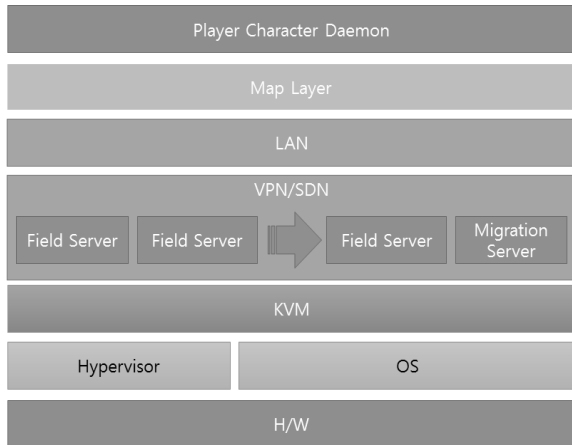 Player Character Daemon
Map Layer
LAN
VPN/SDN
Field Server
Field Server
Field Server
Migration
Server
KVM
Hypervisor
OS
H/W